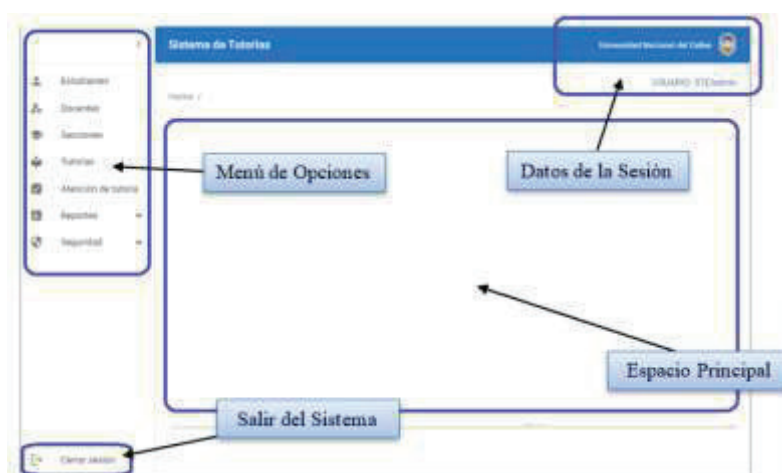 Sistema de Tutorías
Universidad Nacional del Callao
Home /
Estudiantes
Docentes
Secciones
Tutorías
Atención de tutoría
Reportes
Seguridad
Menú de Opciones
Datos de la Sesión
Espacio Principal
Salir del Sistema
Cerrar sesión